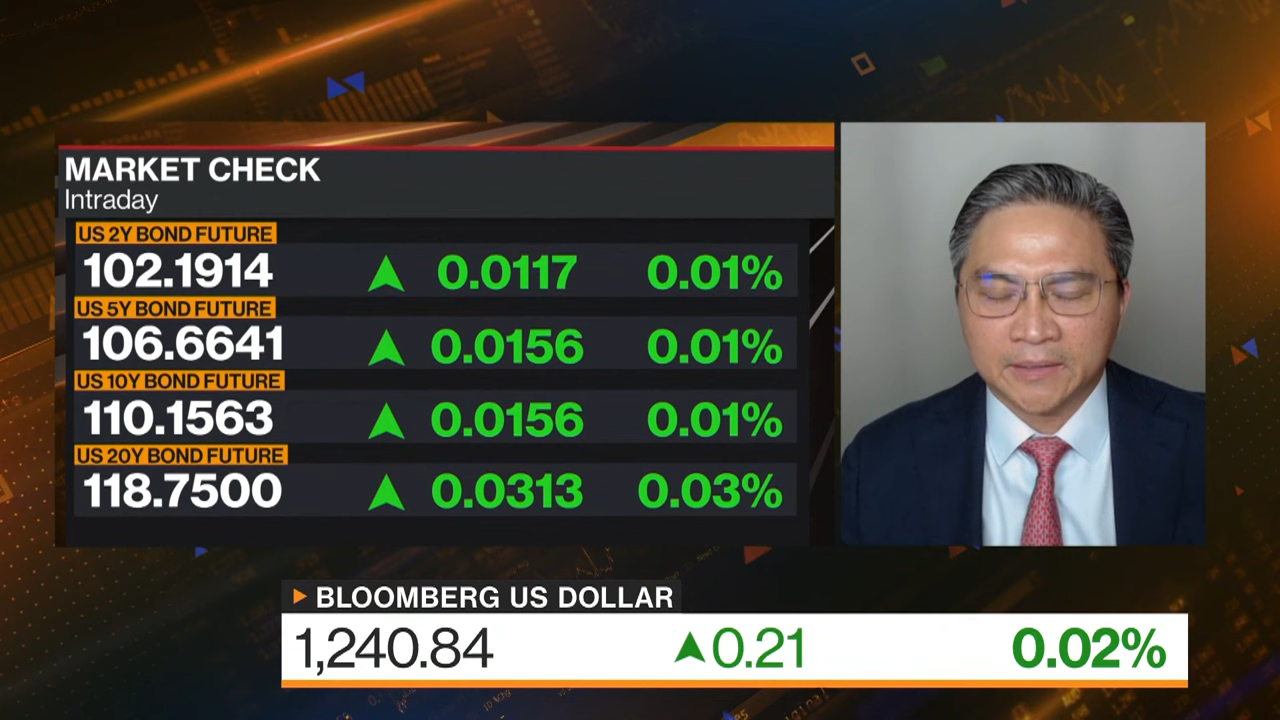 MARKET CHECK
Intraday
US 2Y BOND FUTURE
102.1914 ▲ 0.0117 0.01%
US 5Y BOND FUTURE
106.6641 ▲ 0.0156 0.01%
US 10Y BOND FUTURE
110.1563 ▲ 0.0156 0.01%
US 20Y BOND FUTURE
118.7500 ▲ 0.0313 0.03%
BLOOMBERG US DOLLAR
1,240.84 ▲0.21 0.02%